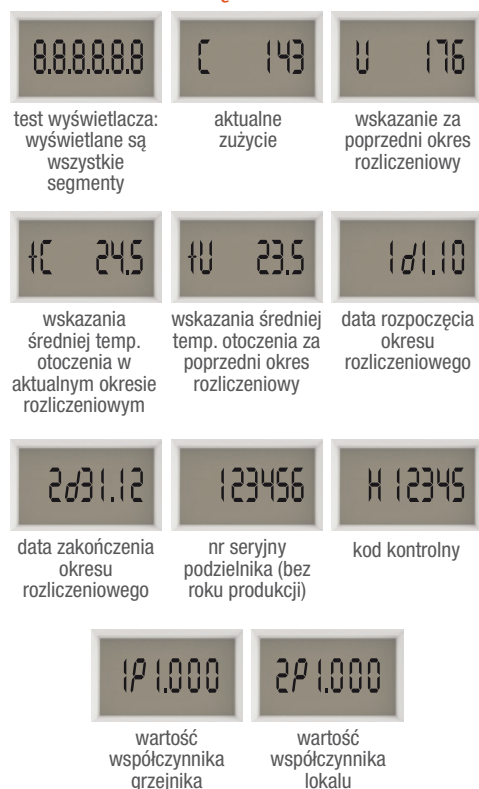 8.8.8.8.8.8
test wyświetlacza:
wyświetlane są
wszystkie
segmenty
C 143
aktualne
zużycie
U 176
wskazanie za
poprzedni okres
rozliczeniowy
tC 24.5
wskazania
średniej temp.
otoczenia w
aktualnym okresie
rozliczeniowym
tU 23.5
wskazania średniej
temp. otoczenia za
poprzedni okres
rozliczeniowy
1d1.10
data rozpoczęcia
okresu
rozliczeniowego
2d31.12
data zakończenia
okresu
rozliczeniowego
123456
nr seryjny
podzielnika (bez
roku produkcji)
H 12345
kod kontrolny
1P1.000
wartość
współczynnika
grzejnika
2P1.000
wartość
współczynnika
lokalu